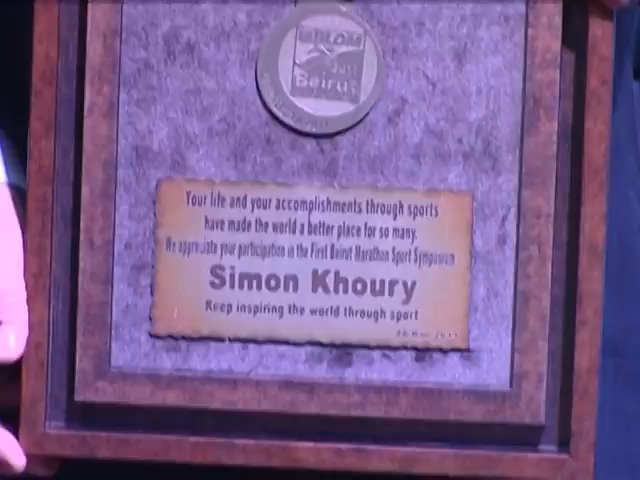 Beirut
Your life and your accomplishments through sports
have made the world a better place for so many.
We appreciate your participation in the First Beirut Marathon Sport Symposium
Simon Khoury
Keep inspiring the world through sport